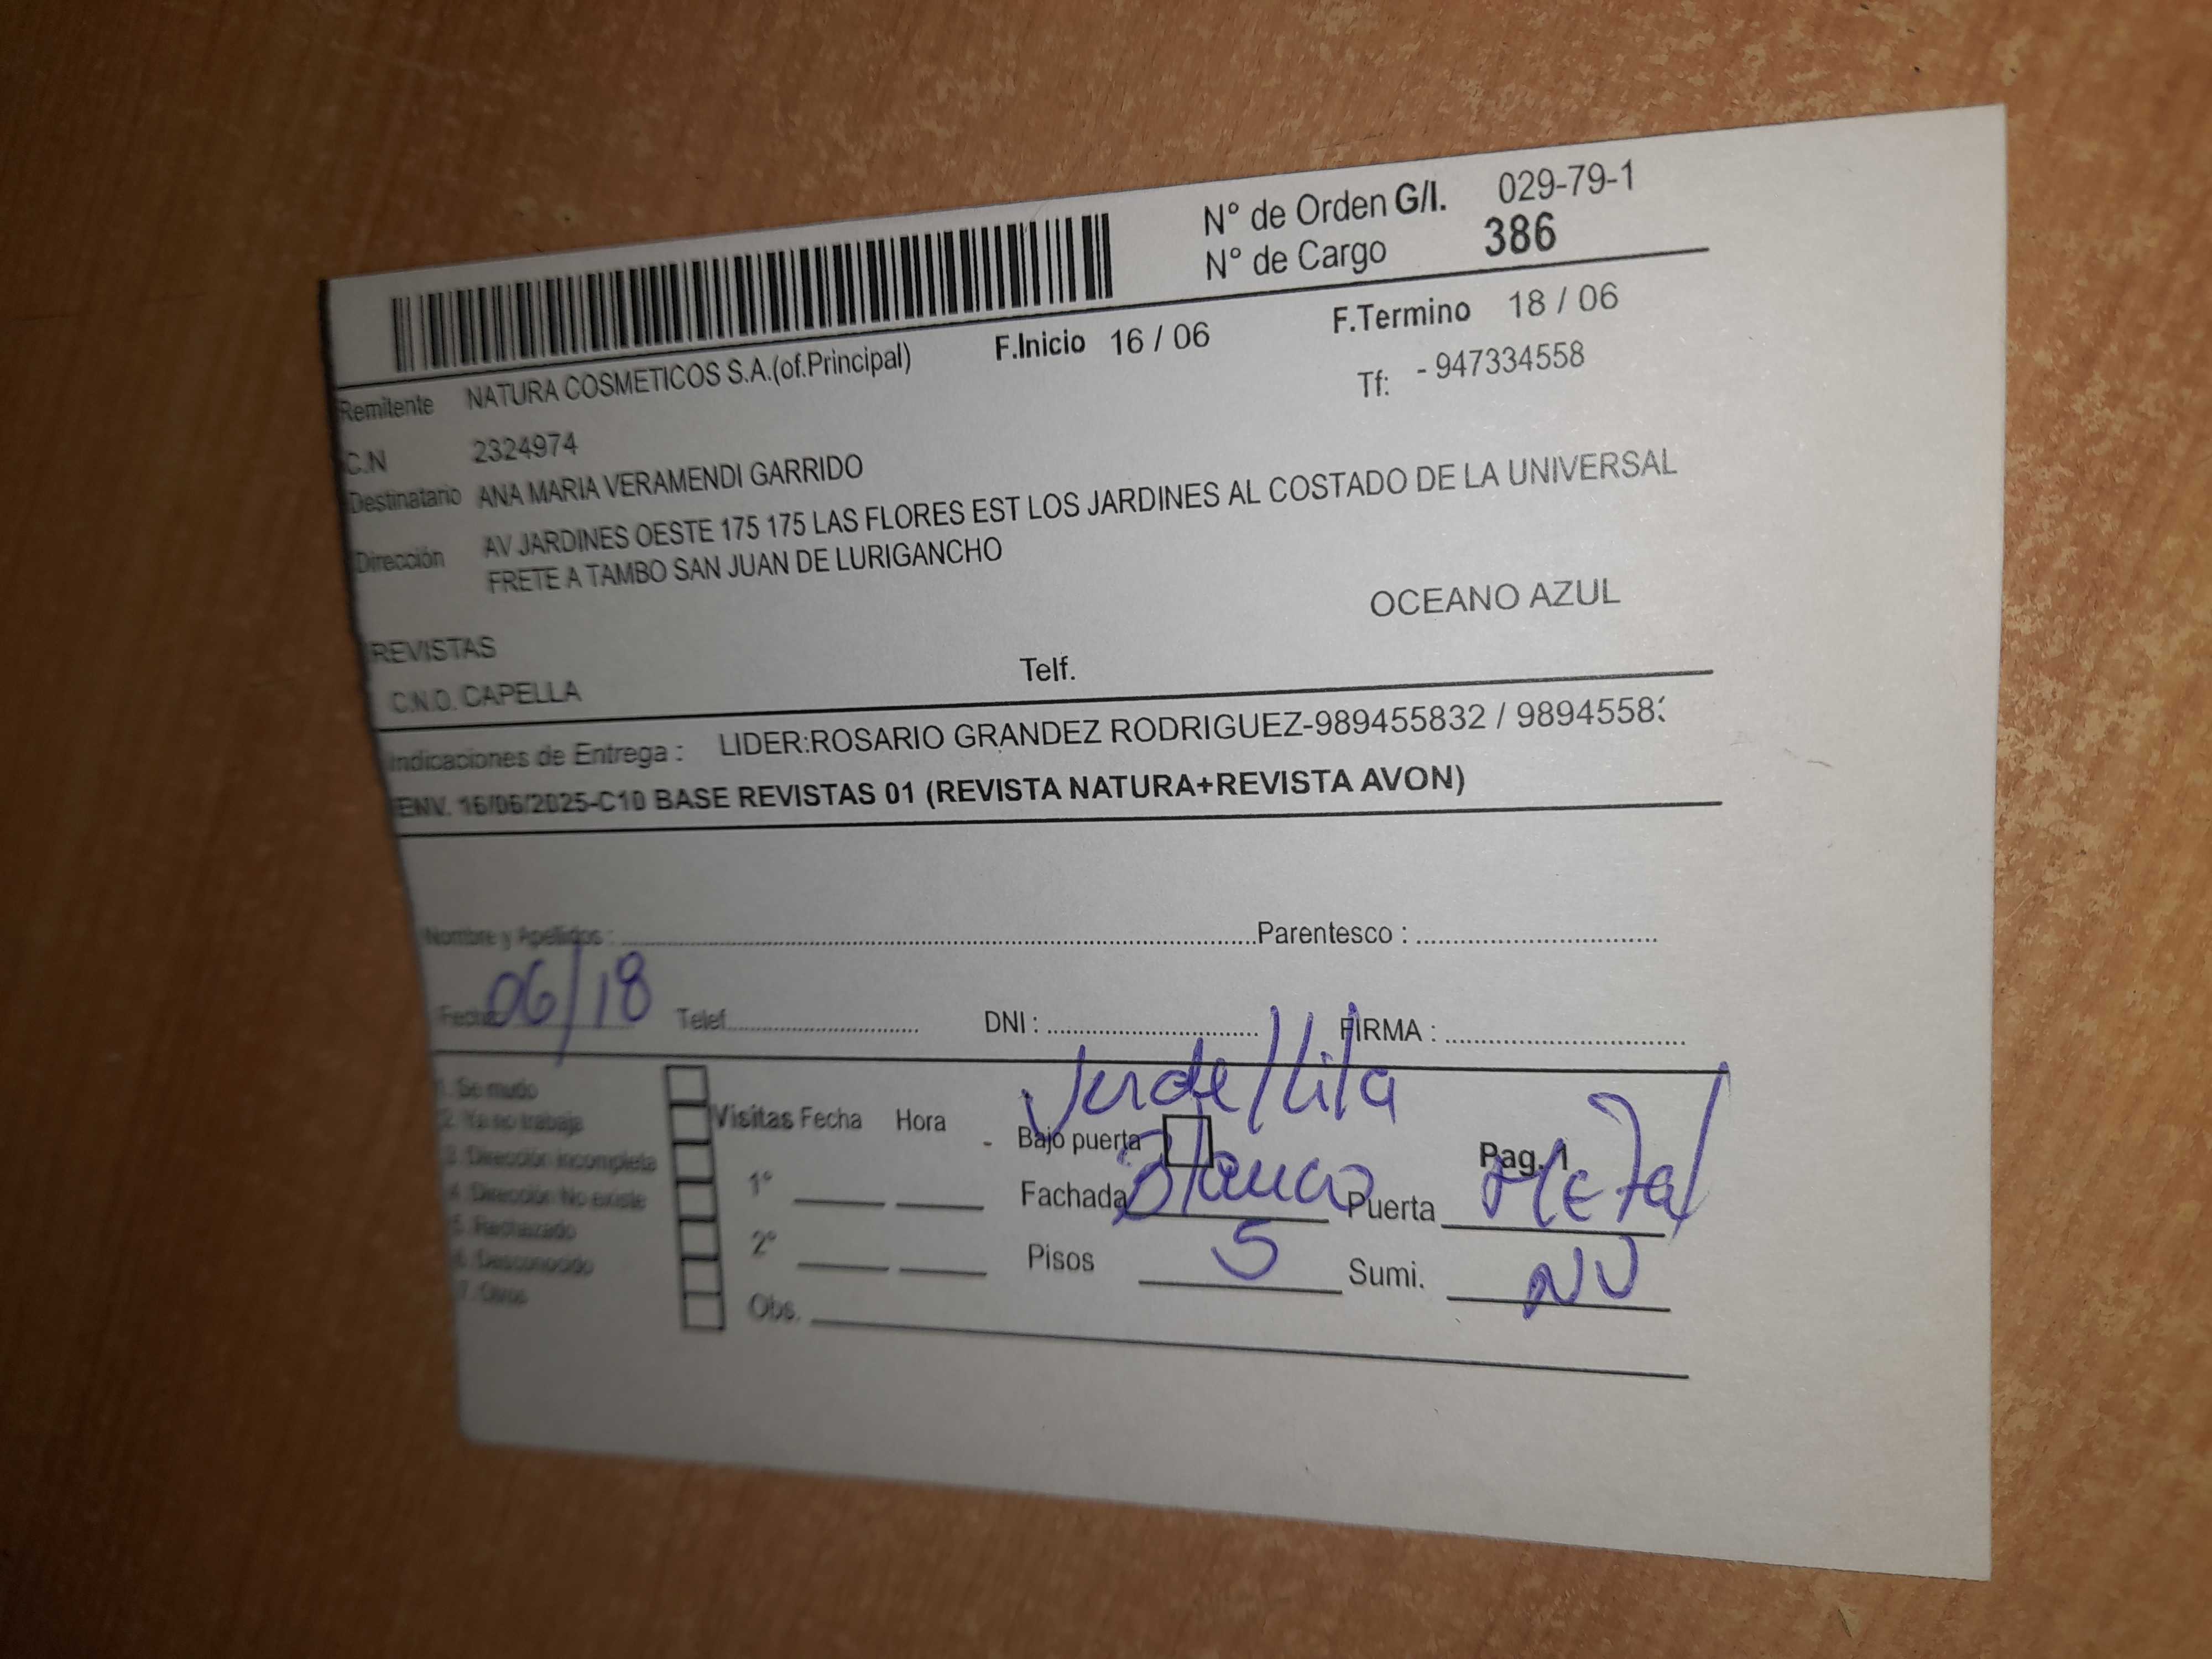 N° de Orden G/I. 029-79-1
N° de Cargo 386
F.Inicio 16 / 06 F.Termino 18 / 06
Remitente NATURA COSMETICOS S.A.(of.Principal) Tf: - 947334558
C.N 2324974
Destinatario ANA MARIA VERAMENDI GARRIDO
Dirección AV JARDINES OESTE 175 175 LAS FLORES EST LOS JARDINES AL COSTADO DE LA UNIVERSAL
FRETE A TAMBO SAN JUAN DE LURIGANCHO
OCEANO AZUL
REVISTAS
C.N.O. CAPELLA Telf.
Indicaciones de Entrega : LIDER:ROSARIO GRANDEZ RODRIGUEZ-989455832 / 98945583
ENV. 16/06/2025-C10 BASE REVISTAS 01 (REVISTA NATURA+REVISTA AVON)
Nombre y Apellidos : Parentesco :
Fecha 06/18 Telef. DNI : FIRMA :
Verde/Lila
1. Se mudo
2. Ya no trabaja
3. Dirección incompleta
4. Dirección No existe
5. Rechazado
6. Desconocido
7. Otros
Visitas Fecha Hora - Bajo puerta Pag. 1
1° Fachada Blanco Puerta Metal
2° Pisos 5 Sumi. NV
Obs.